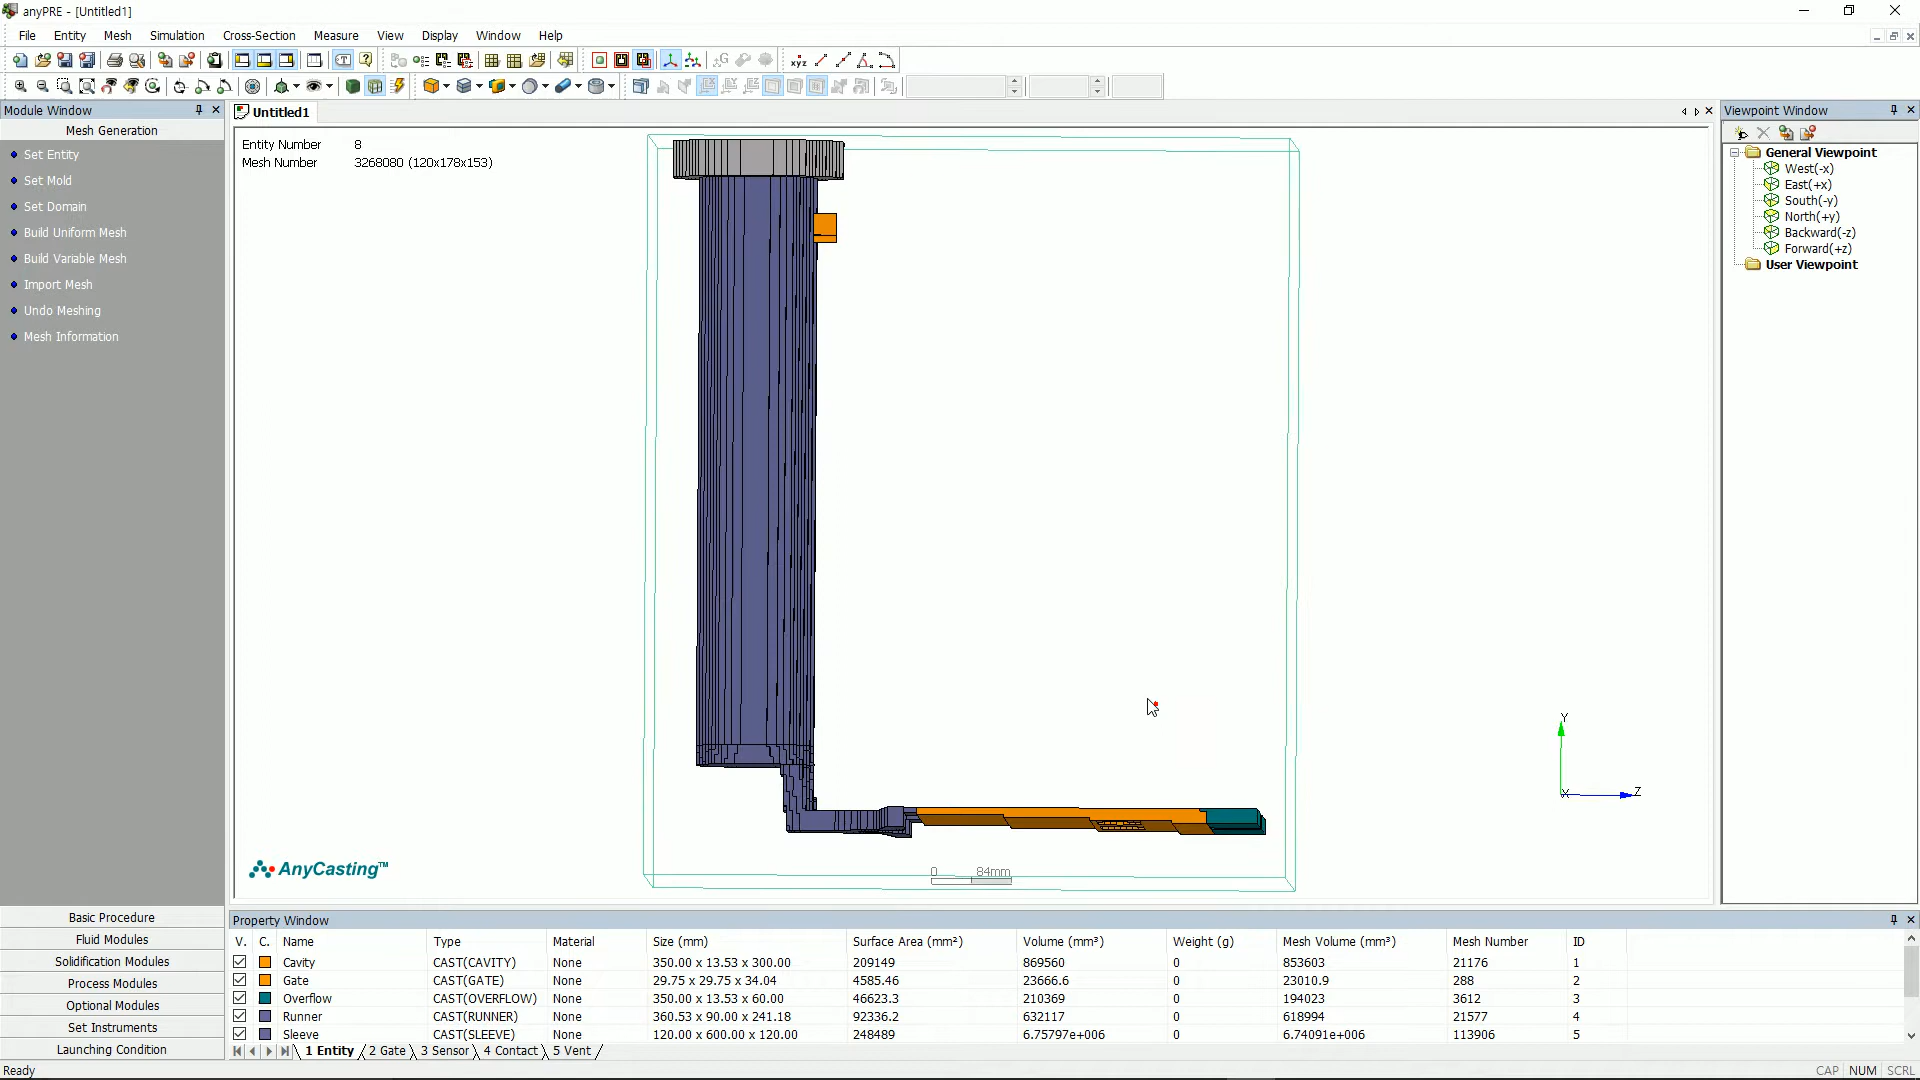 anyPRE - [Untitled1]
File Entity Mesh Simulation Cross-Section Measure View Display Window Help
Module Window
Mesh Generation
Set Entity
Set Mold
Set Domain
Build Uniform Mesh
Build Variable Mesh
Import Mesh
Undo Meshing
Mesh Information
Basic Procedure
Fluid Modules
Solidification Modules
Process Modules
Optional Modules
Set Instruments
Launching Condition
Untitled1
Entity Number 8
Mesh Number 3268080 (120x178x153)
Y
X
Z
AnyCasting™
0 84mm
Viewpoint Window
General Viewpoint
West(-x)
East(+x)
South(-y)
North(+y)
Backward(-z)
Forward(+z)
User Viewpoint
Property Window
V. C. Name Type Material Size (mm) Surface Area (mm²) Volume (mm³) Weight (g) Mesh Volume (mm³) Mesh Number ID
Cavity CAST(CAVITY) None 350.00 x 13.53 x 300.00 209149 869560 0 853603 21176 1
Gate CAST(GATE) None 29.75 x 29.75 x 34.04 4585.46 23666.6 0 23010.9 288 2
Overflow CAST(OVERFLOW) None 350.00 x 13.53 x 60.00 46623.3 210369 0 194023 3612 3
Runner CAST(RUNNER) None 360.53 x 90.00 x 241.18 92336.2 632117 0 618994 21577 4
Sleeve CAST(SLEEVE) None 120.00 x 600.00 x 120.00 248489 6.75797e+006 0 6.74091e+006 113906 5
1 Entity 2 Gate 3 Sensor 4 Contact 5 Vent
Ready CAP NUM SCRL